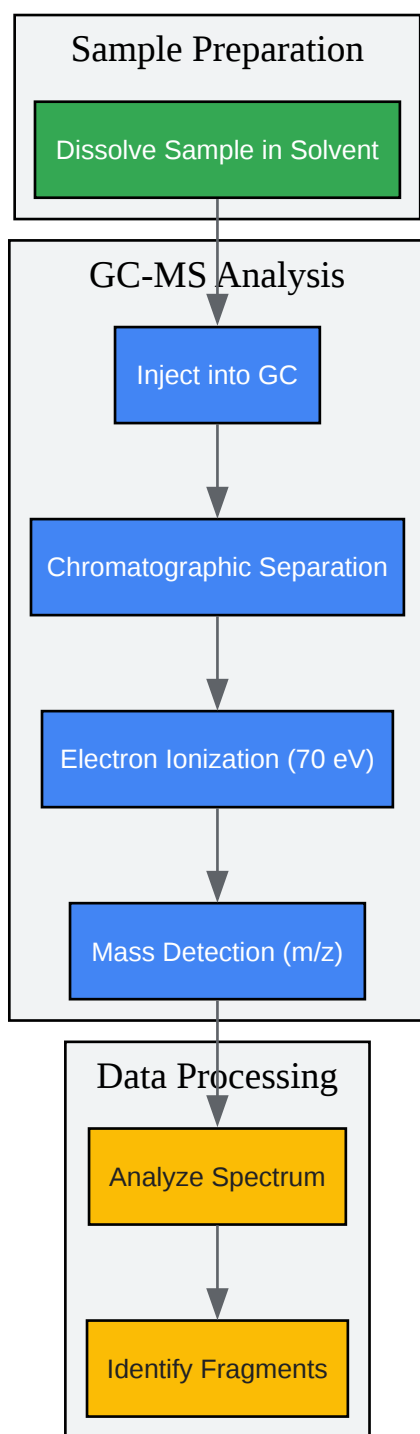 Sample Preparation
Dissolve Sample in Solvent
GC-MS Analysis
Inject into GC
Chromatographic Separation
Electron Ionization (70 eV)
Mass Detection (m/z)
Data Processing
Analyze Spectrum
Identify Fragments